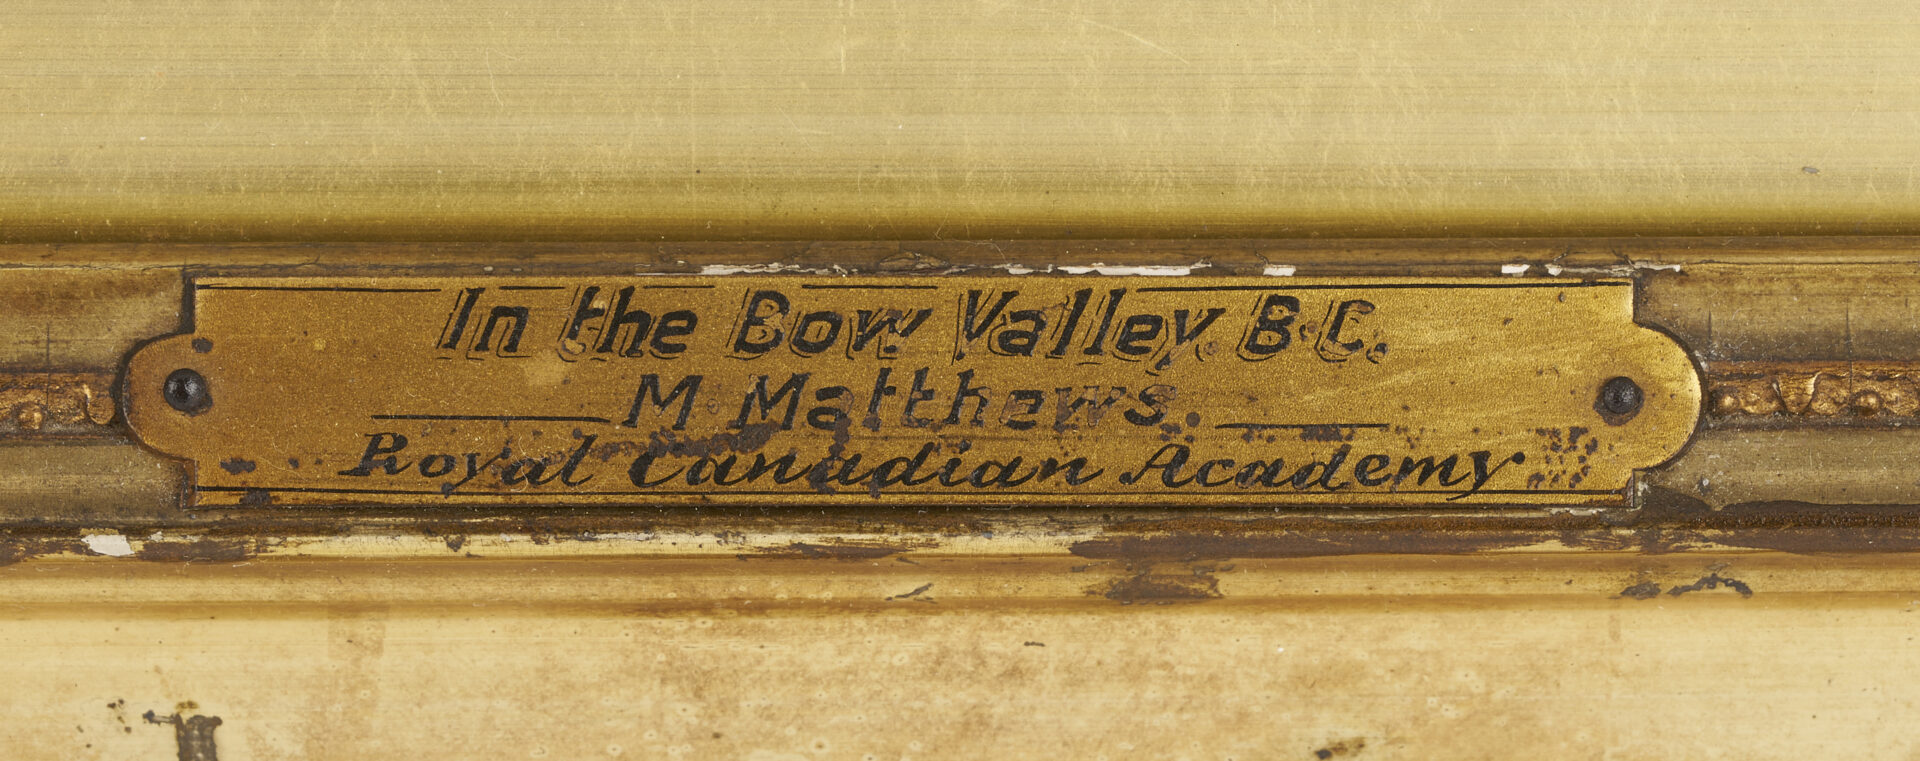 In the Bow Valley. B.C.
M. Matthews.
Royal Canadian Academy